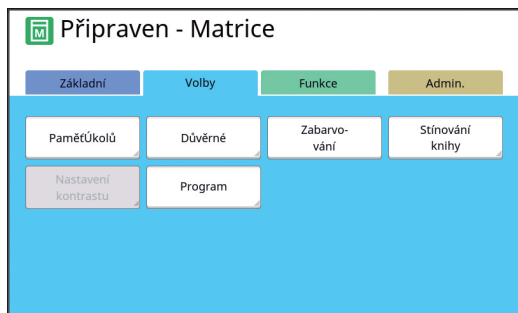 M Připraven - Matrice
Základní Volby Funkce Admin.
PaměťÚkolů Důvěrné Zabarvo- Stínování
vání knihy
Nastavení Program
kontrastu